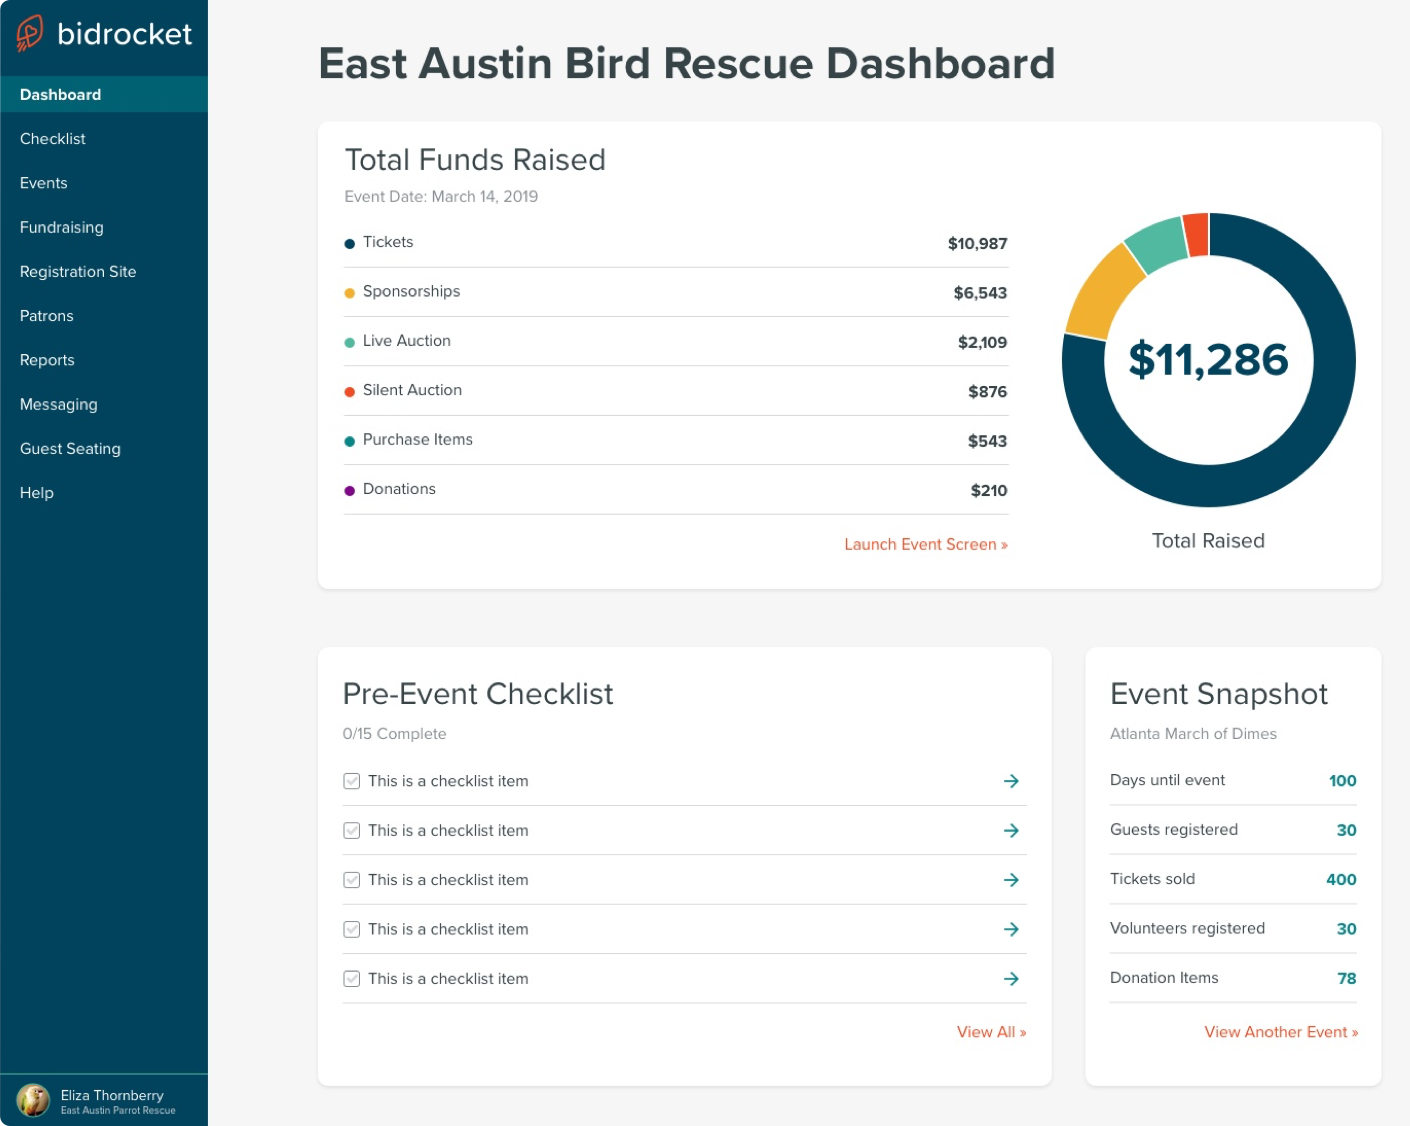 bidrocket
Dashboard
Checklist
Events
Fundraising
Registration Site
Patrons
Reports
Messaging
Guest Seating
Help
Eliza Thornberry
East Austin Parrot Rescue
East Austin Bird Rescue Dashboard
Total Funds Raised
Event Date: March 14, 2019
Tickets $10,987
Sponsorships $6,543
Live Auction $2,109
Silent Auction $876
Purchase Items $543
Donations $210
Launch Event Screen »
$11,286
Total Raised
Pre-Event Checklist
0/15 Complete
This is a checklist item
This is a checklist item
This is a checklist item
This is a checklist item
This is a checklist item
View All »
Event Snapshot
Atlanta March of Dimes
Days until event 100
Guests registered 30
Tickets sold 400
Volunteers registered 30
Donation Items 78
View Another Event »